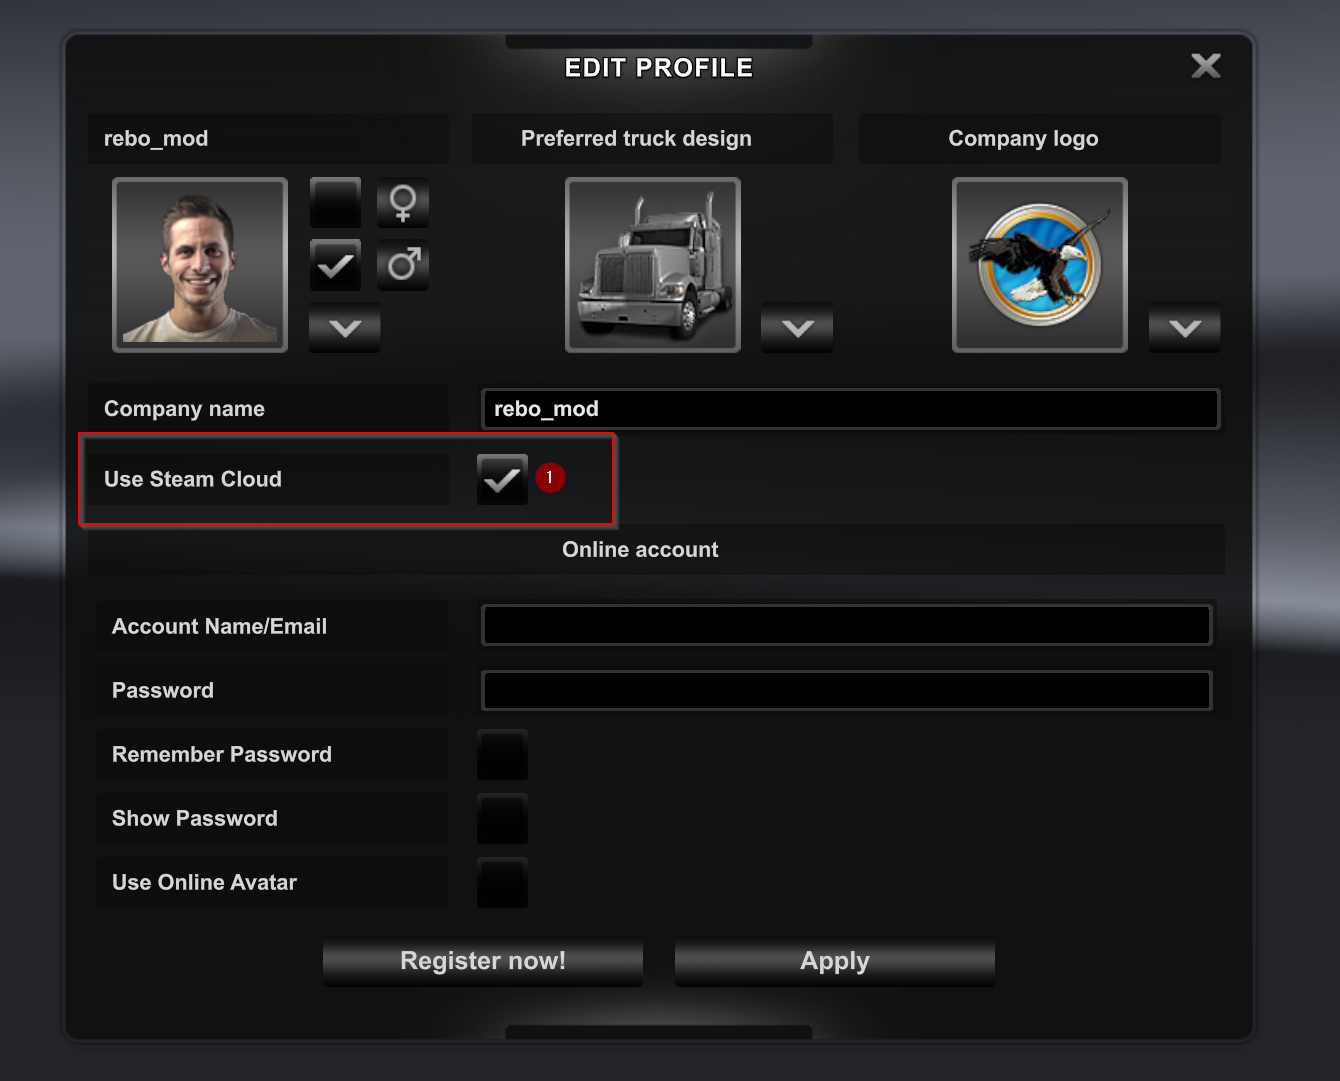 EDIT PROFILE
rebo_mod
Preferred truck design
Company logo
Company name
rebo_mod
Use Steam Cloud
1
Online account
Account Name/Email
Password
Remember Password
Show Password
Use Online Avatar
Register now!
Apply